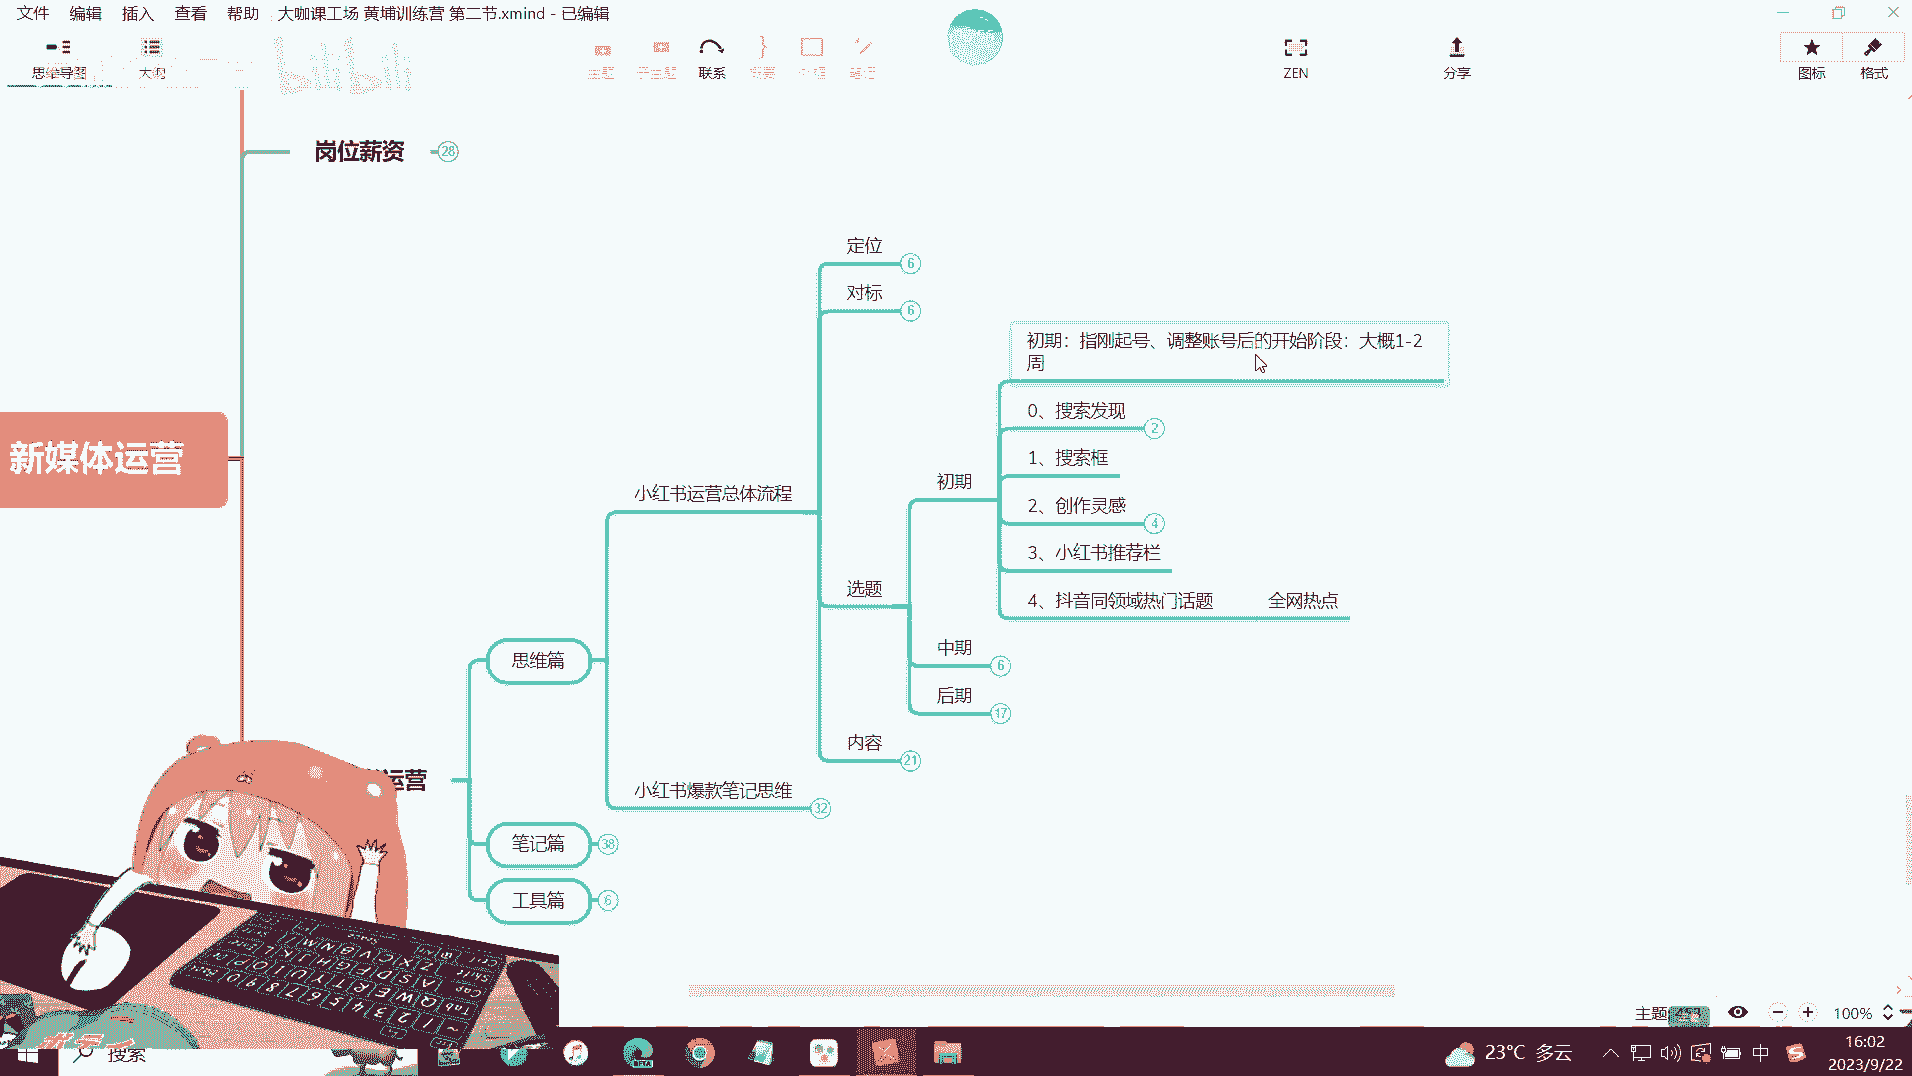 文件 编辑 插入 查看 帮助 大咖课工场 黄埔训练营 第二节.xmind - 已编辑
思维导图 大纲 bilibili 主题 子主题 联系 概要 外框 笔记 ZEN 分享 图标 格式
岗位薪资 28
定位 6
对标 6
初期：指刚起号、调整账号后的开始阶段：大概1-2
周
0、搜索发现 2
1、搜索框
初期
2、创作灵感 4
3、小红书推荐栏
4、抖音同领域热门话题 全网热点
新媒体运营
小红书运营总体流程
选题
中期 6
后期 17
思维篇
内容 21
运营
小红书爆款笔记思维 32
笔记篇 38
工具篇 6
主题 100%
搜索
23°C 多云 中
16:02
2023/9/22